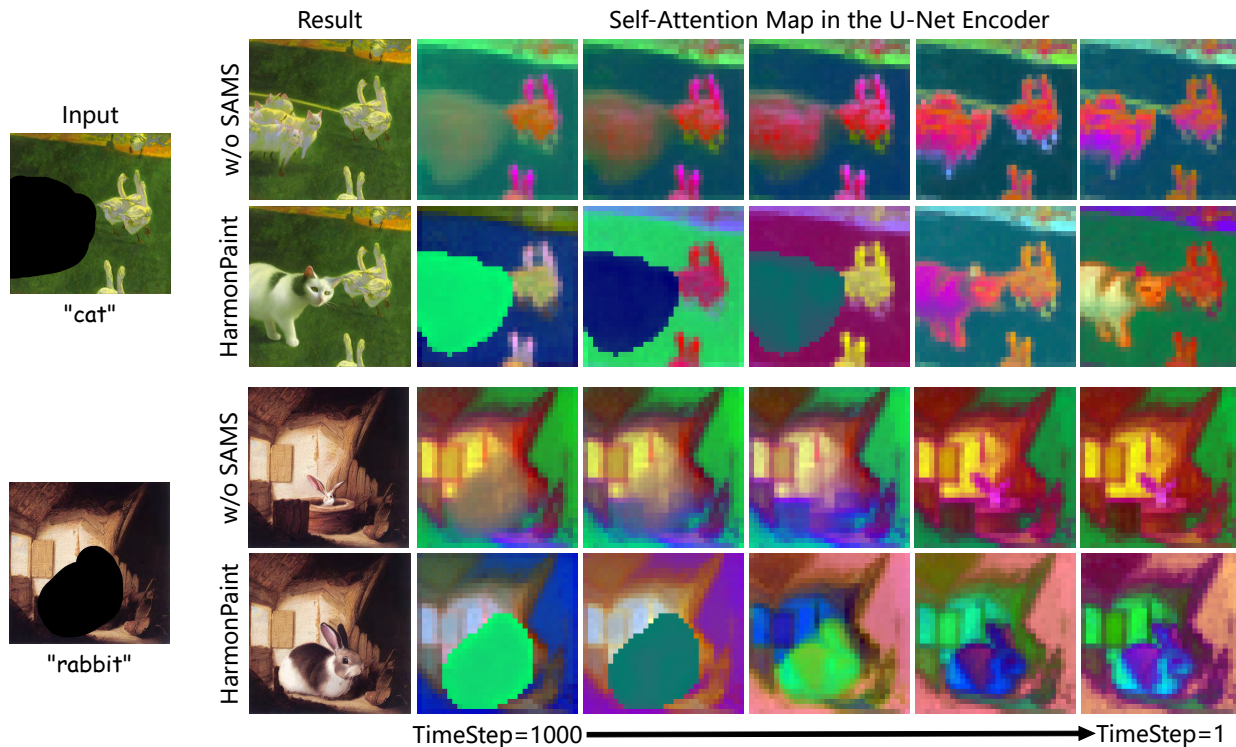 Result
Self-Attention Map in the U-Net Encoder
Input
w/o SAMS
"cat"
HarmonPaint
w/o SAMS
"rabbit"
HarmonPaint
TimeStep=1000
TimeStep=1